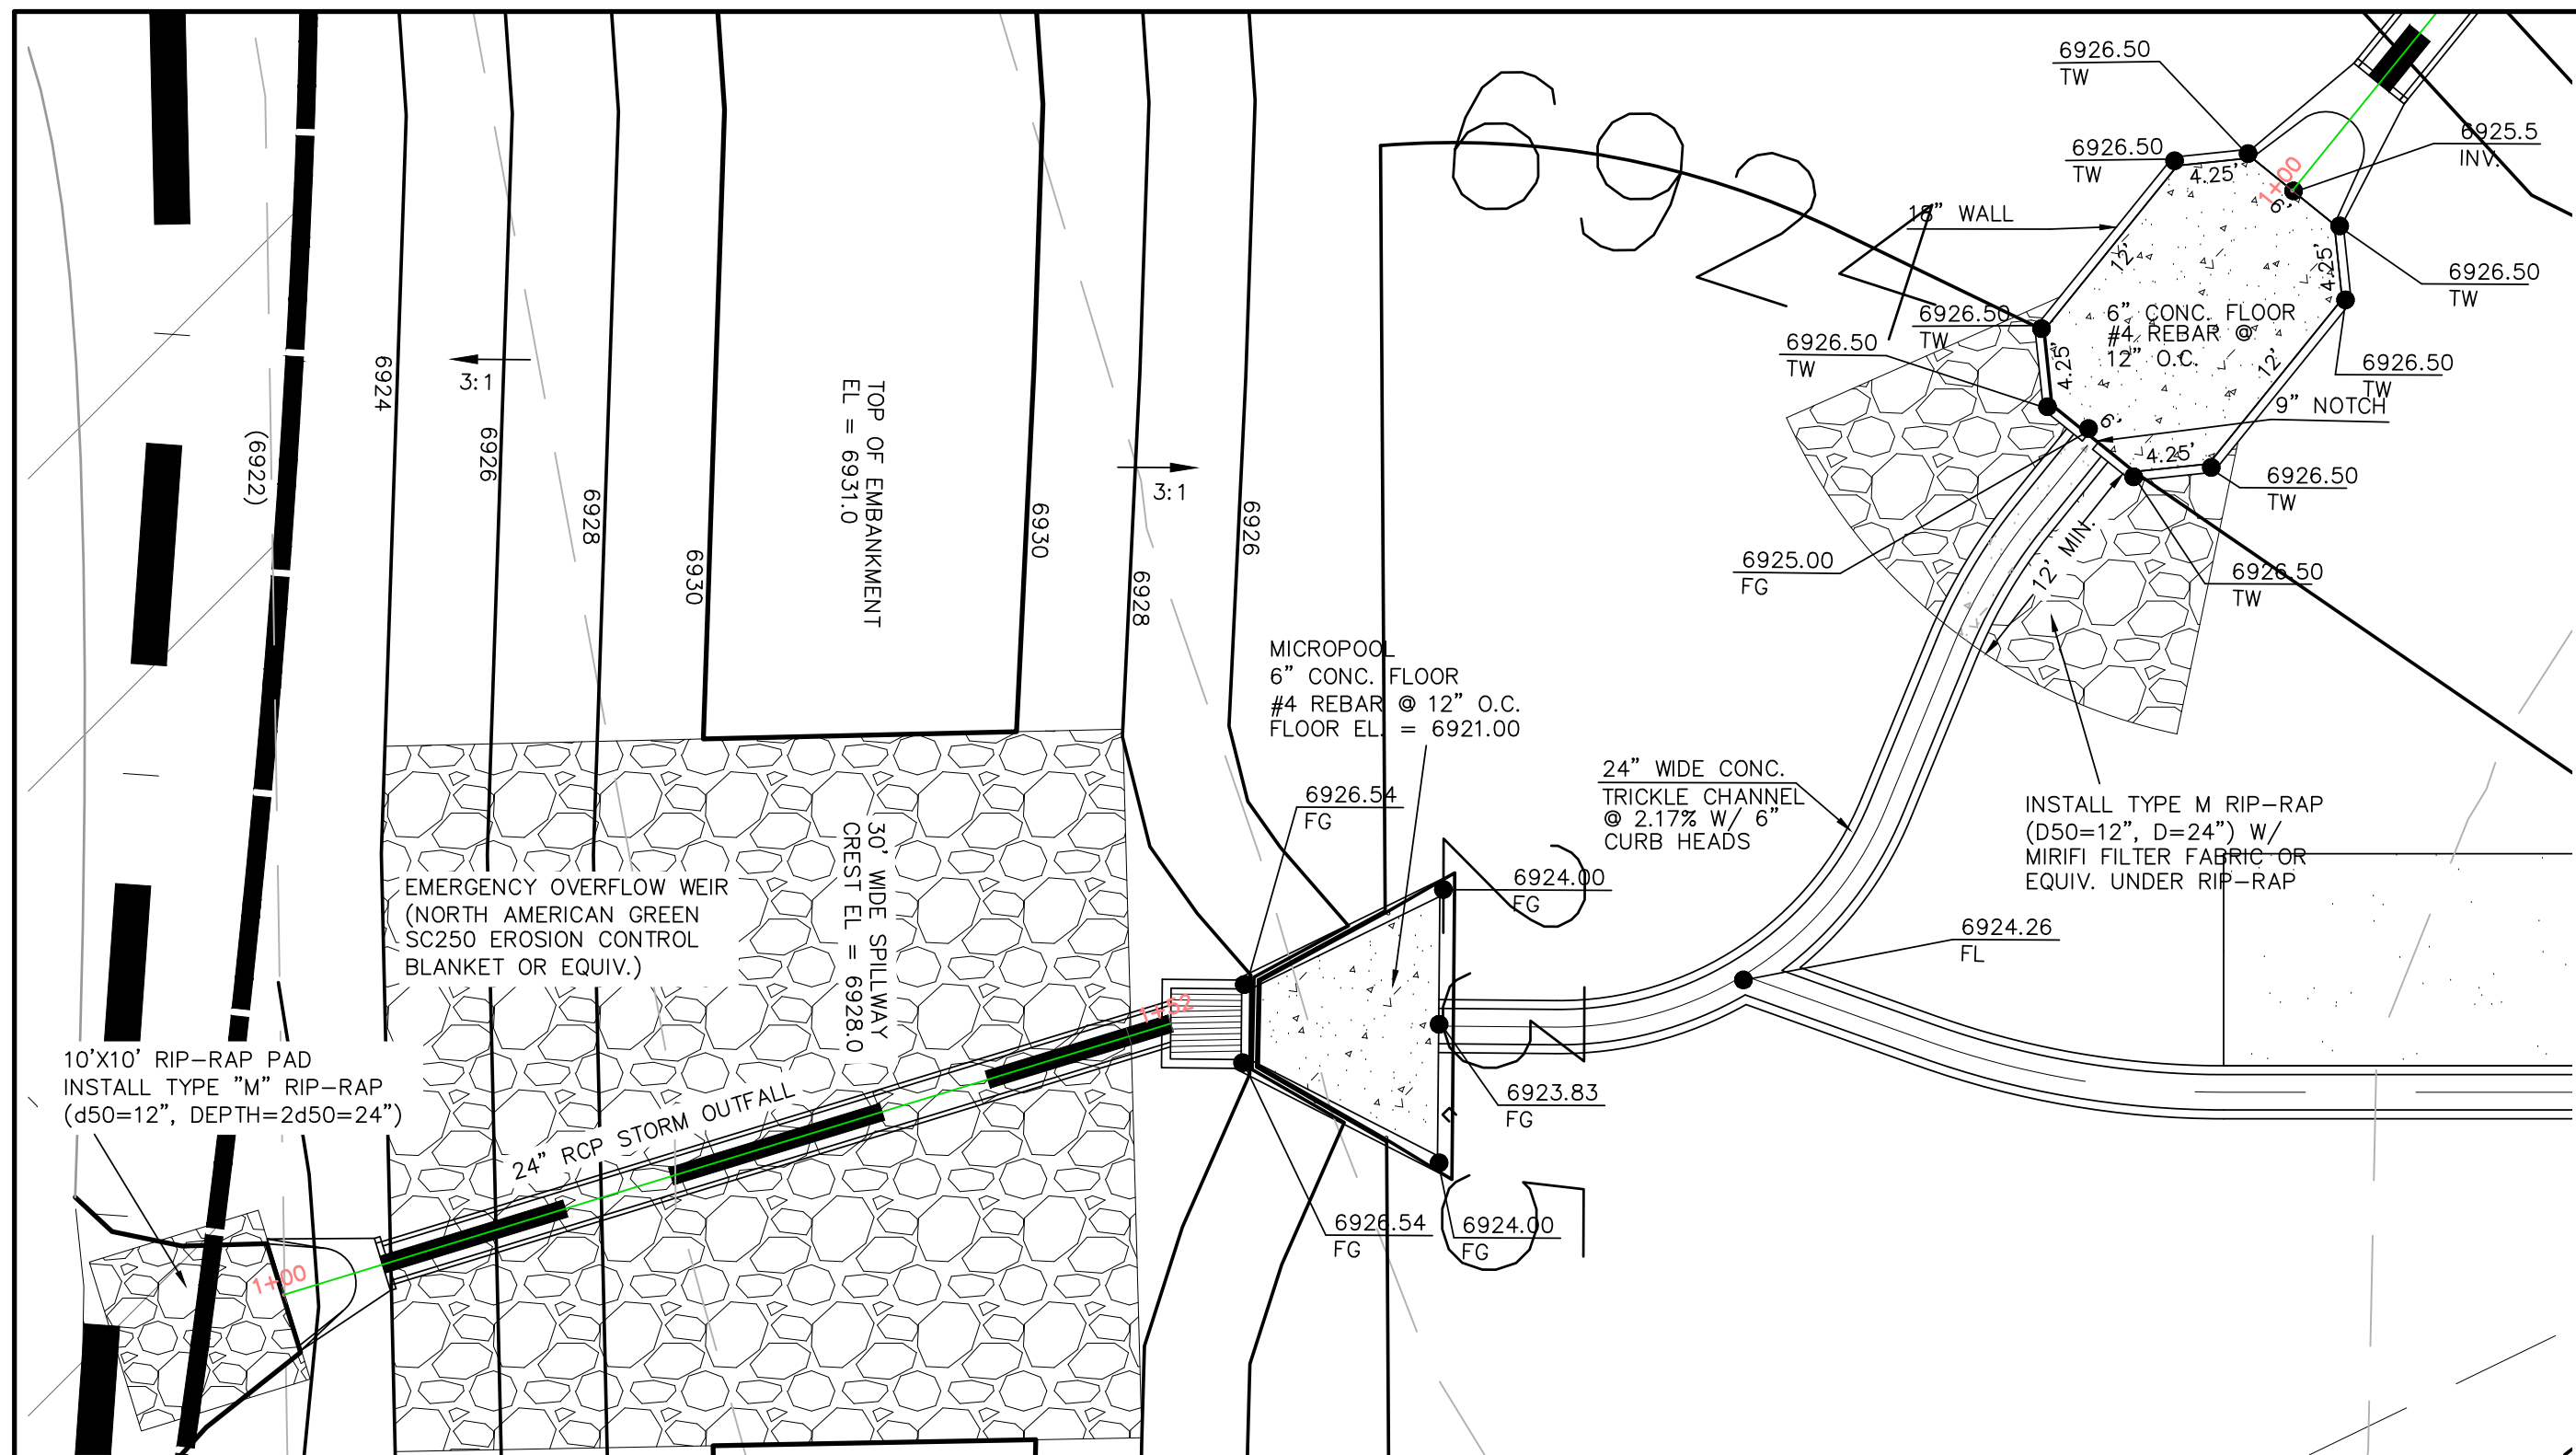 6926.50
TW
6926.50
TW
4.25'
1+00
6'
6925.5
INV.
18" WALL
12'
4.25'
6926.50
TW
6924
6926.50
TW
6926.50
TW
4.25'
6" CONC. FLOOR
#4 REBAR @
12" O.C.
12'
6926.50
TW
9" NOTCH
6'
4.25'
6926.50
TW
6925.00
FG
12' MIN.
6926.50
TW
(6922)
6924
3:1
6926
6928
6930
TOP OF EMBANKMENT
EL = 6931.0
6930
3:1
6928
6926
MICROPOOL
6" CONC. FLOOR
#4 REBAR @ 12" O.C.
FLOOR EL. = 6921.00
6926.54
FG
24" WIDE CONC.
TRICKLE CHANNEL
@ 2.17% W/ 6"
CURB HEADS
INSTALL TYPE M RIP-RAP
(D50=12", D=24") W/
MIRIFI FILTER FABRIC OR
EQUIV. UNDER RIP-RAP
6924.00
FG
6924.26
FL
30' WIDE SPILLWAY
CREST EL = 6928.0
EMERGENCY OVERFLOW WEIR
(NORTH AMERICAN GREEN
SC250 EROSION CONTROL
BLANKET OR EQUIV.)
1+52
10'X10' RIP-RAP PAD
INSTALL TYPE "M" RIP-RAP
(d50=12", DEPTH=2d50=24")
24" RCP STORM OUTFALL
6923.83
FG
6926.54
FG
6924.00
FG
1+00